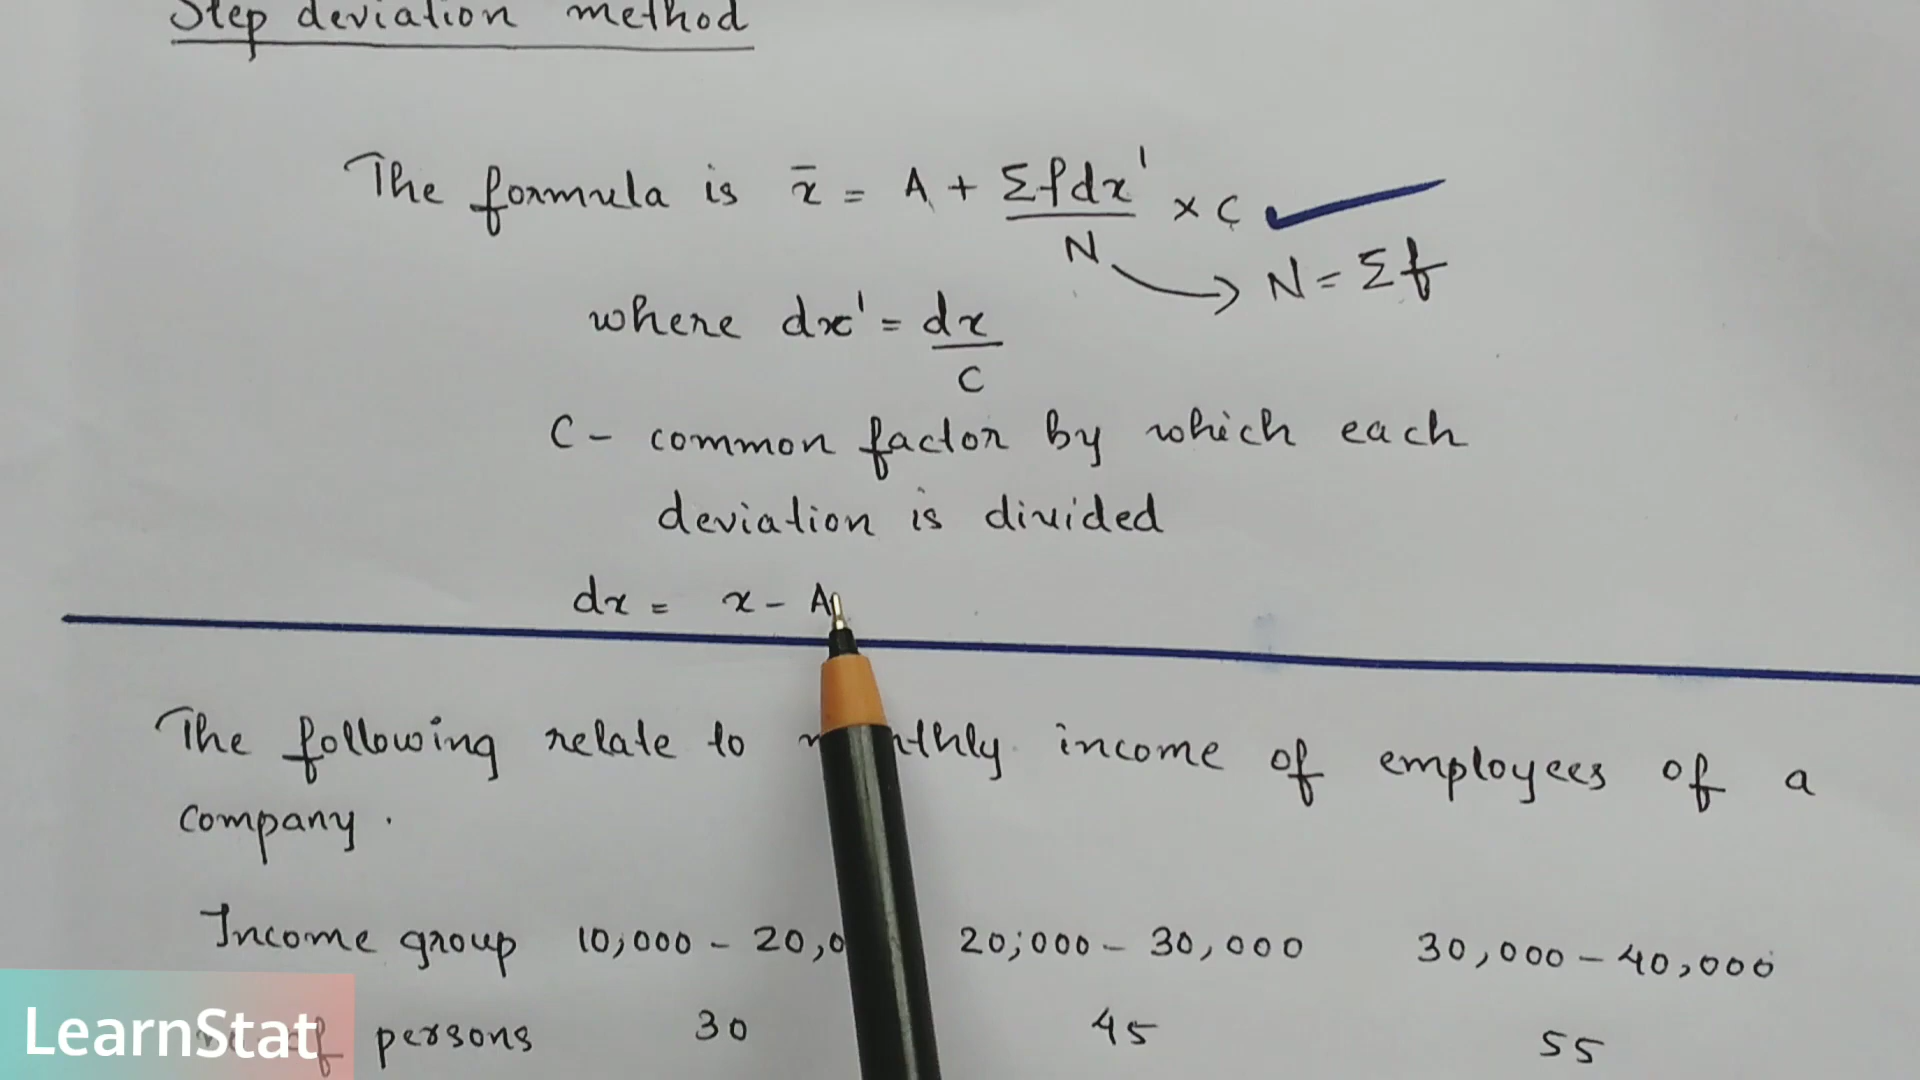 Step deviation method
The formula is x̄ = A + Σfdx' / N × C
N = Σf
where dx' = dx / C
C - common factor by which each
deviation is divided
dx = x - A
The following relate to monthly income of employees of a
company.
Income group 10,000 - 20,0 20,000 - 30,000 30,000 - 40,000
of persons 30 45 55
LearnStat